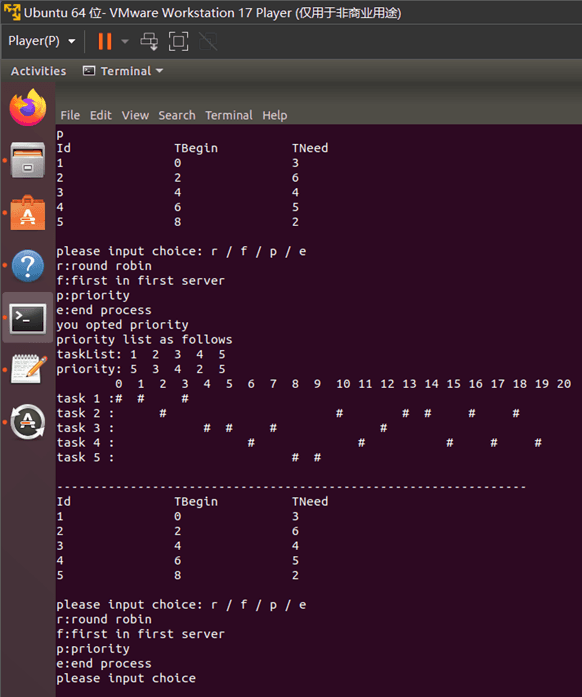 Ubuntu 64 位- VMware Workstation 17 Player (仅用于非商业用途)
Player(P)
Activities Terminal
File Edit View Search Terminal Help
p
Id TBegin TNeed
1 0 3
2 2 6
3 4 4
4 6 5
5 8 2
please input choice: r / f / p / e
r:round robin
f:first in first server
p:priority
e:end process
you opted priority
priority list as follows
taskList: 1 2 3 4 5
priority: 5 3 4 2 5
0 1 2 3 4 5 6 7 8 9 10 11 12 13 14 15 16 17 18 19 20
task 1 :# # #
task 2 : # # # # # #
task 3 : # # # #
task 4 : # # # # #
task 5 : # #
----------------------------------------------------------------
Id TBegin TNeed
1 0 3
2 2 6
3 4 4
4 6 5
5 8 2
please input choice: r / f / p / e
r:round robin
f:first in first server
p:priority
e:end process
please input choice